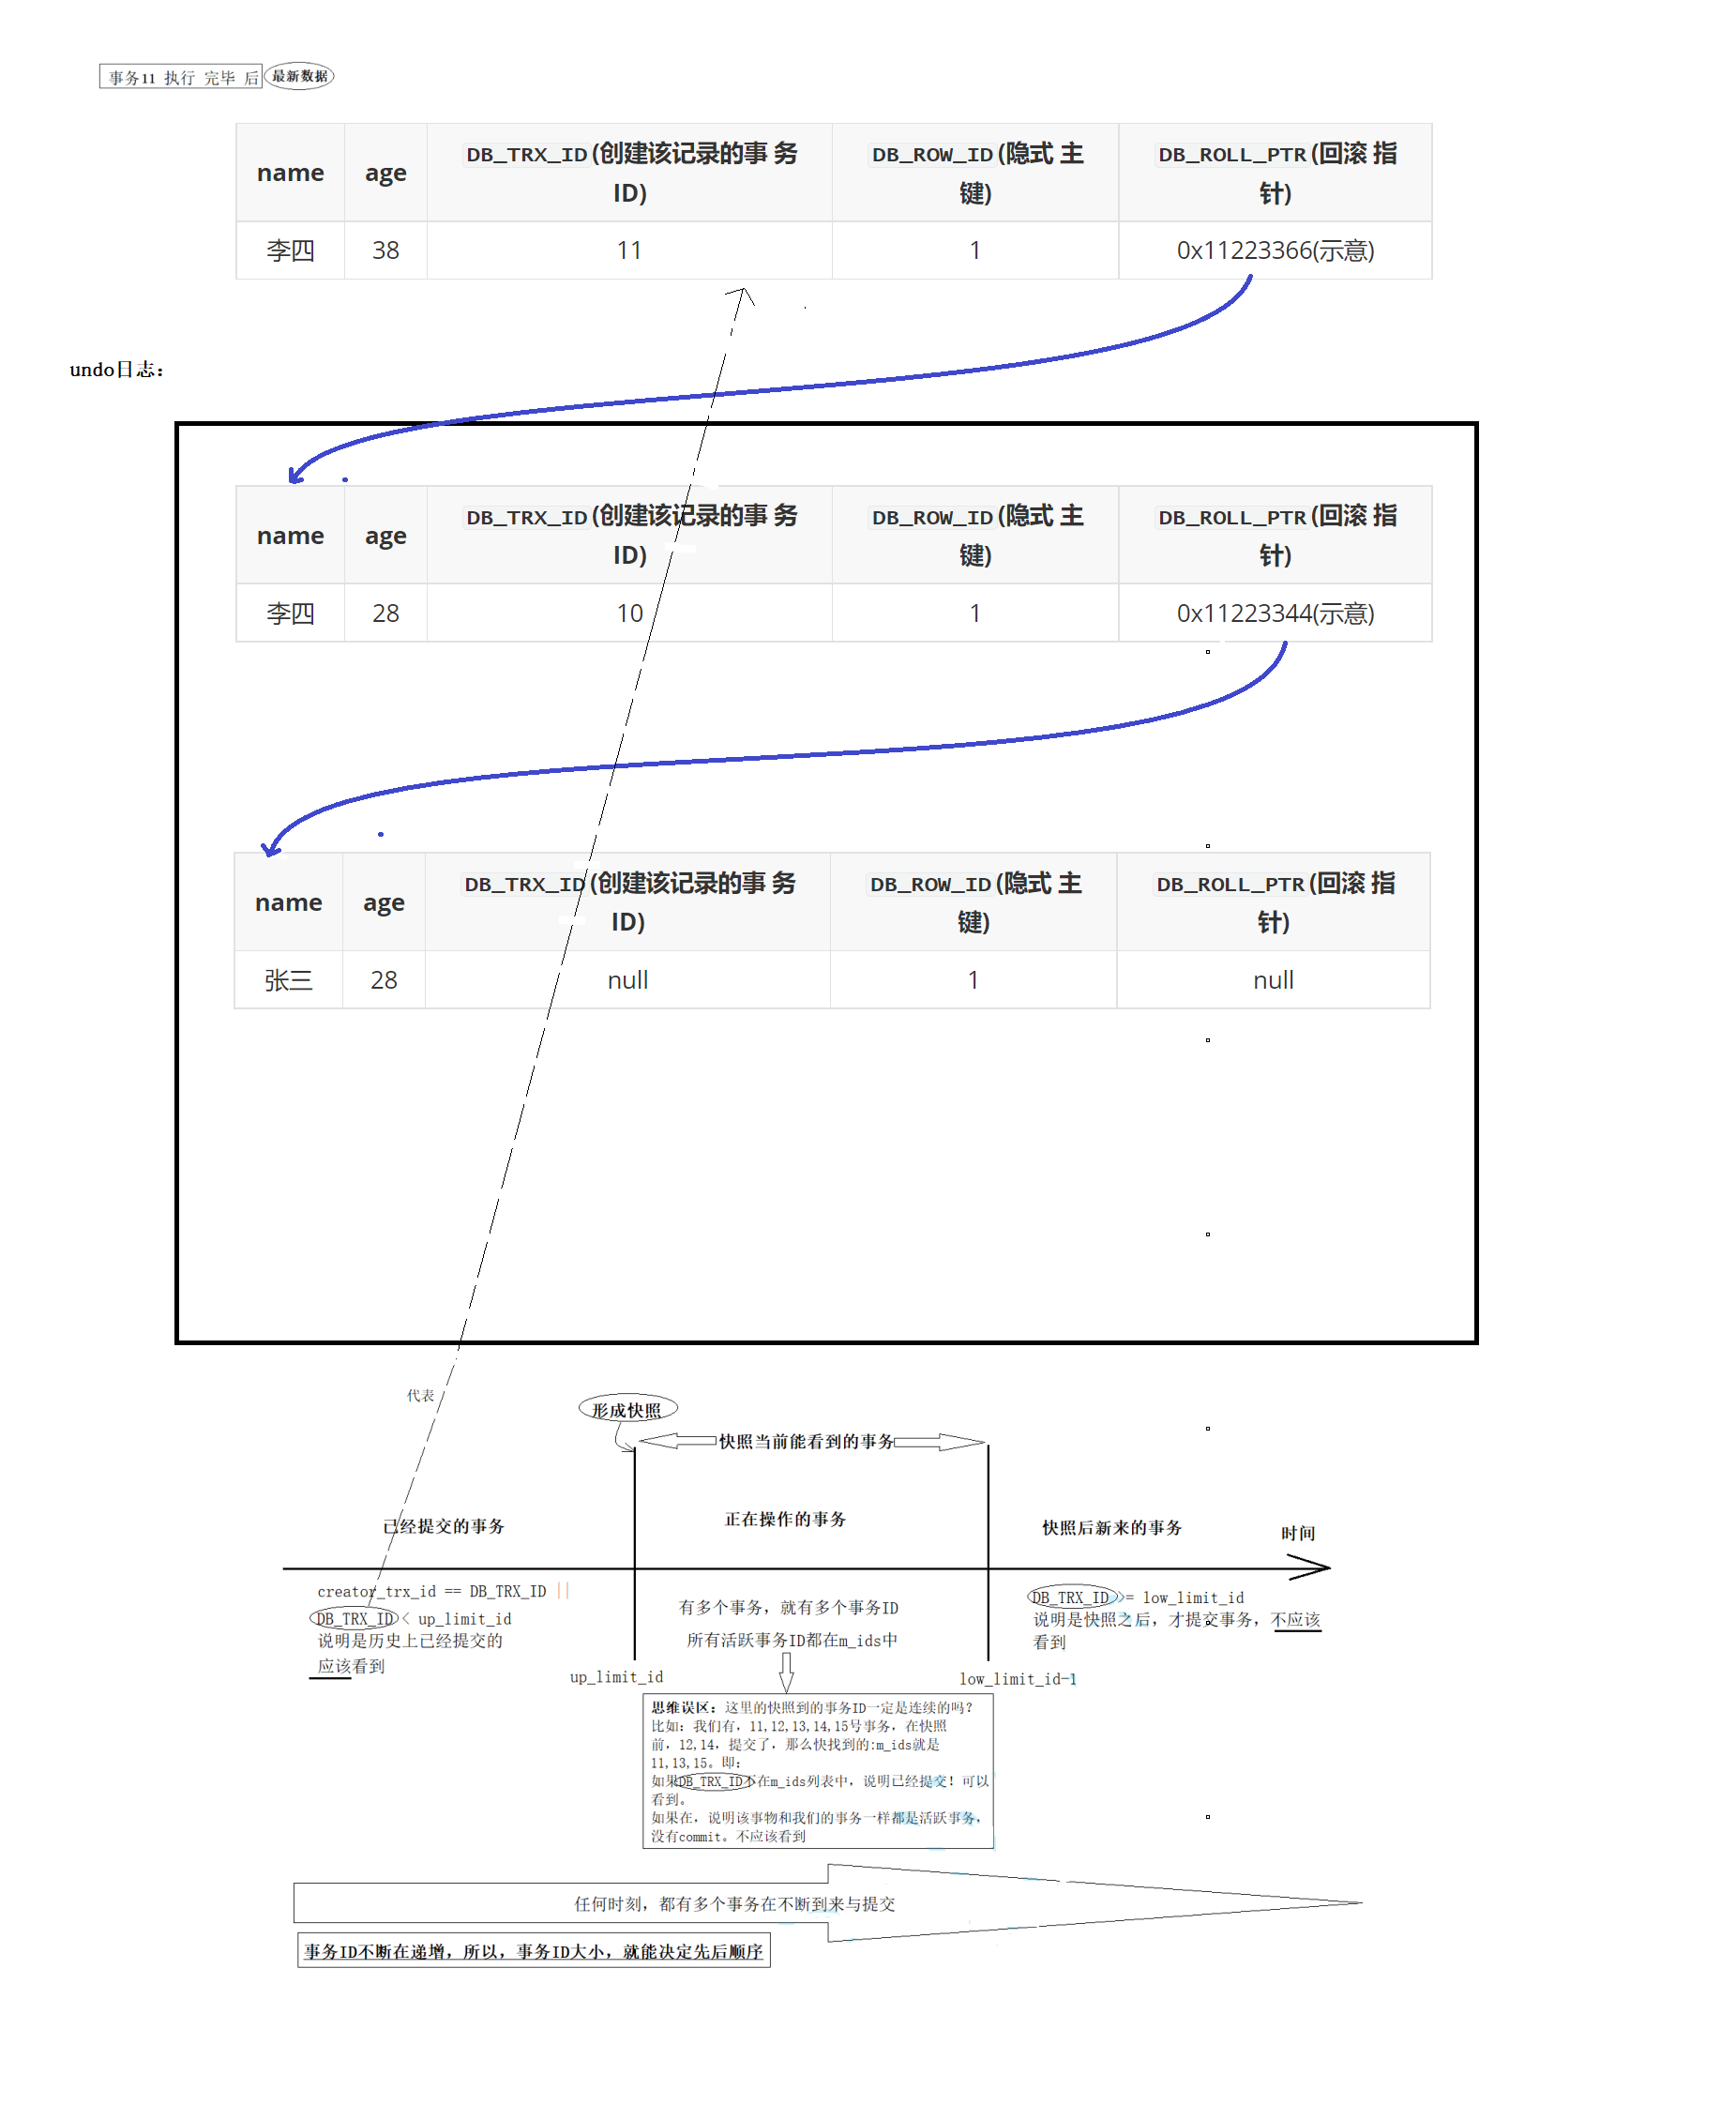 事务11 执行 完毕 后 最新数据
name age DB_TRX_ID(创建该记录的事 务 ID) DB_ROW_ID(隐式 主 键) DB_ROLL_PTR(回滚 指 针)
李四 38 11 1 0x11223366(示意)
undo日志：
name age DB_TRX_ID(创建该记录的事 务 ID) DB_ROW_ID(隐式 主 键) DB_ROLL_PTR(回滚 指 针)
李四 28 10 1 0x11223344(示意)
name age DB_TRX_ID(创建该记录的事 务 ID) DB_ROW_ID(隐式 主 键) DB_ROLL_PTR(回滚 指 针)
张三 28 null 1 null
代表
形成快照
快照当前能看到的事务
已经提交的事务
正在操作的事务
快照后新来的事务
时间
creator_trx_id == DB_TRX_ID ||
DB_TRX_ID < up_limit_id
说明是历史上已经提交的
应该看到
有多个事务，就有多个事务ID
所有活跃事务ID都在m_ids中
DB_TRX_ID >= low_limit_id
说明是快照之后，才提交事务，不应该
看到
up_limit_id
low_limit_id-1
思维误区：这里的快照到的事务ID一定是连续的吗？
比如：我们有，11,12,13,14,15号事务，在快照
前，12,14，提交了，那么快找到的:m_ids就是
11,13,15。即：
如果DB_TRX_ID不在m_ids列表中，说明已经提交！可以
看到。
如果在，说明该事物和我们的事务一样都是活跃事务，
没有commit。不应该看到
任何时刻，都有多个事务在不断到来与提交
事务ID不断在递增，所以，事务ID大小，就能决定先后顺序